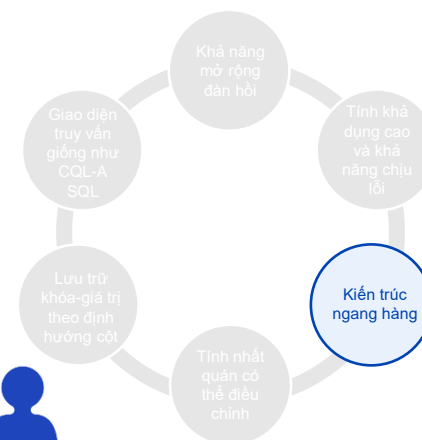 Khả năng
mở rộng
đàn hồi
Tính khả
dụng cao
và khả
năng chịu
lỗi
Kiến trúc
ngang hàng
Tính nhất
quán có
thể điều
chỉnh
Lưu trữ
khóa-giá trị
theo định
hướng cột
Giao diện
truy vấn
giống như
CQL-A
SQL